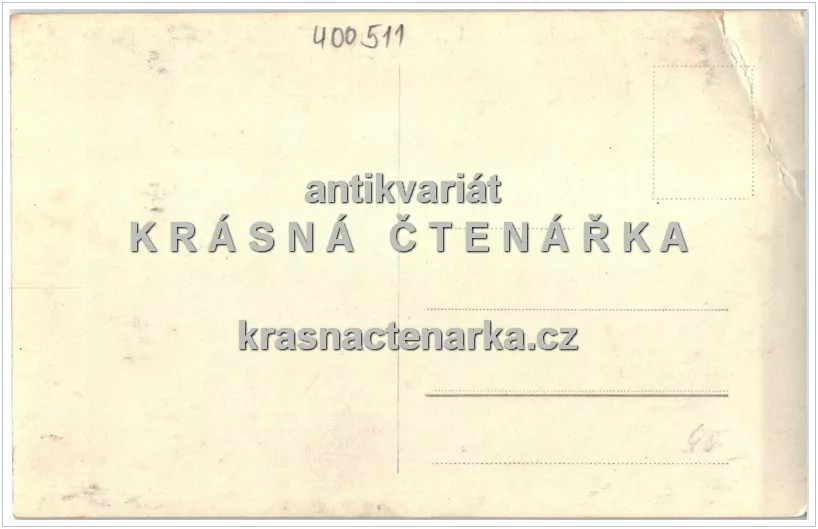 400511
antikvariát
KRÁSNÁ ČTENÁŘKA
krasnactenarka.cz